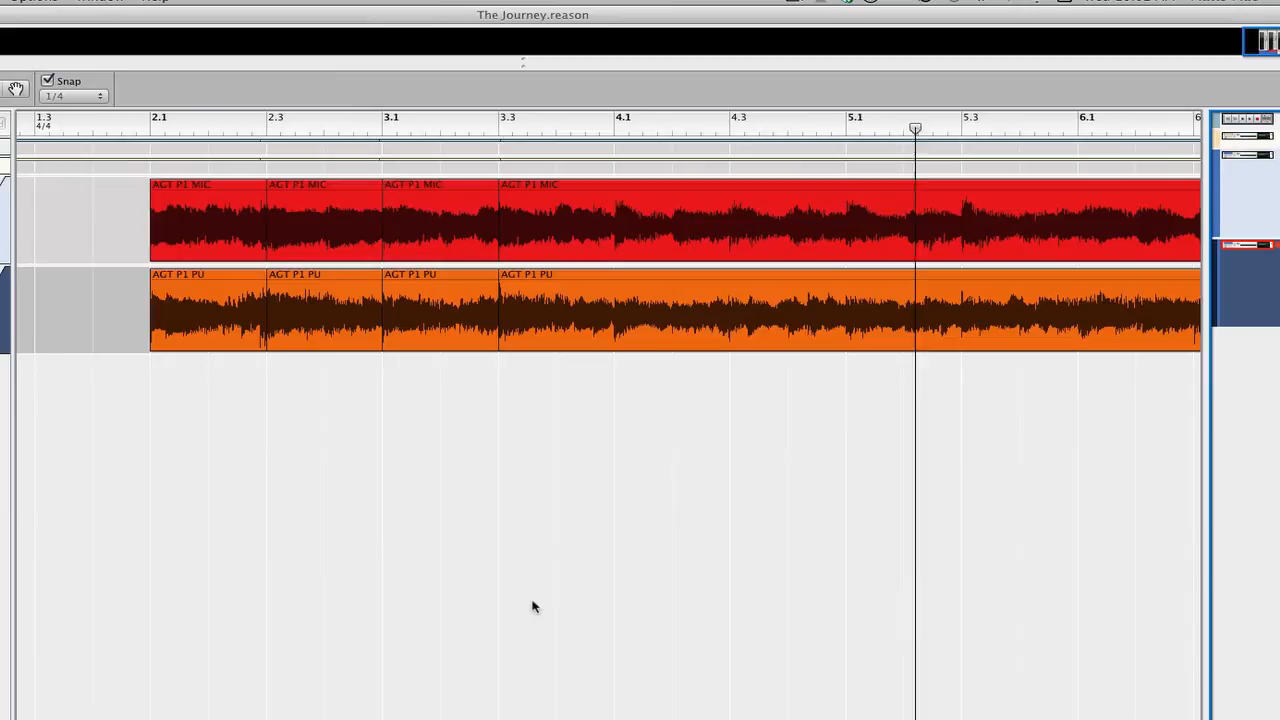 The Journey.reason
Snap
1/4
1.3 2.1 2.3 3.1 3.3 4.1 4.3 5.1 5.3 6.1
4/4
AGT P1 MIC AGT P1 MIC AGT P1 MIC AGT P1 MIC
AGT P1 PU AGT P1 PU AGT P1 PU AGT P1 PU